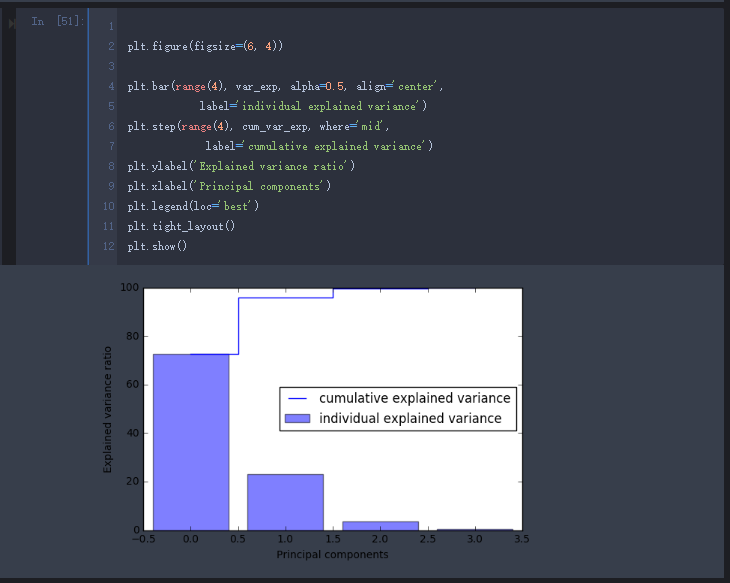 In [51]:
1
2 plt.figure(figsize=(6, 4))
3
4 plt.bar(range(4), var_exp, alpha=0.5, align='center',
5 label='individual explained variance')
6 plt.step(range(4), cum_var_exp, where='mid',
7 label='cumulative explained variance')
8 plt.ylabel('Explained variance ratio')
9 plt.xlabel('Principal components')
10 plt.legend(loc='best')
11 plt.tight_layout()
12 plt.show()
100
80
60
40
20
0
Explained variance ratio
cumulative explained variance
individual explained variance
−0.5 0.0 0.5 1.0 1.5 2.0 2.5 3.0 3.5
Principal components